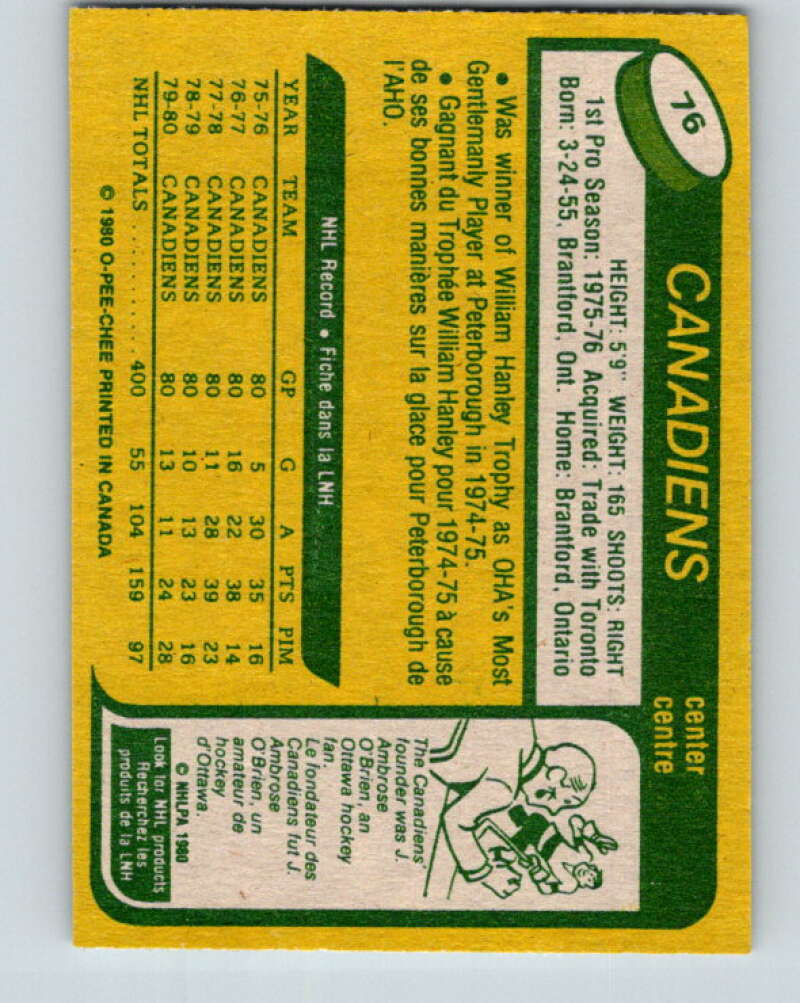 76
CANADIENS
center
centre
HEIGHT: 5'9" WEIGHT: 165 SHOOTS: RIGHT
1st Pro Season: 1975-76 Acquired: Trade with Toronto
Born: 3-24-55, Brantford, Ont. Home: Brantford, Ontario
• Was winner of William Hanley Trophy as OHA's Most
Gentlemanly Player at Peterborough in 1974-75.
• Gagnant du Trophée William Hanley pour 1974-75 à cause
de ses bonnes manières sur la glace pour Peterborough de
l'AHO.
NHL Record • Fiche dans la LNH
YEAR TEAM GP G A PTS PIM
75-76 CANADIENS 80 5 30 35 16
76-77 CANADIENS 80 16 22 38 14
77-78 CANADIENS 80 11 28 39 23
78-79 CANADIENS 80 10 13 23 16
79-80 CANADIENS 80 13 11 24 28
NHL TOTALS .......... 400 55 104 159 97
© 1980 O-PEE-CHEE PRINTED IN CANADA
The Canadiens'
founder was J.
Ambrose
O'Brien, an
Ottawa hockey
fan.
Le fondateur des
Canadiens fut J.
Ambrose
O'Brien, un
amateur de
hockey
d'Ottawa.
© NHLPA 1980
Look for NHL products
Recherchez les
produits de la LNH